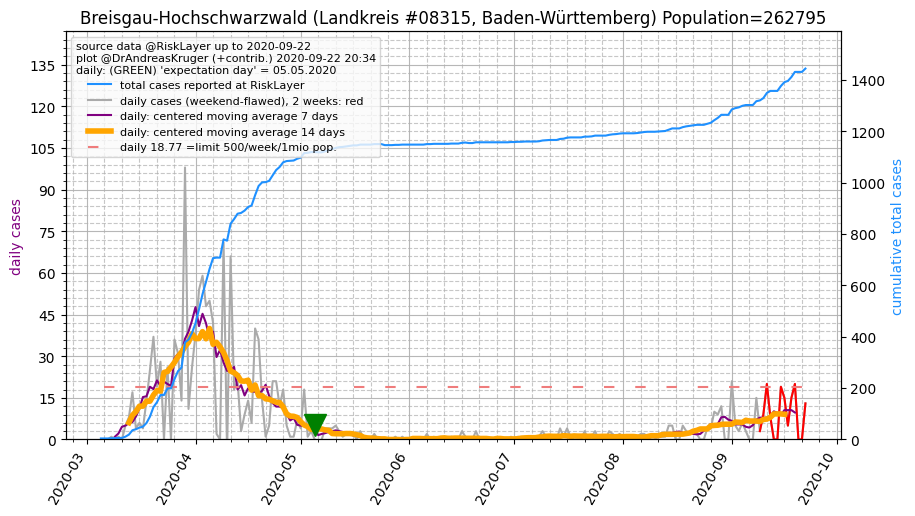 Breisgau-Hochschwarzwald (Landkreis #08315, Baden-Württemberg) Population=262795
source data @RiskLayer up to 2020-09-22
plot @DrAndreasKruger (+contrib.) 2020-09-22 20:34
daily: (GREEN) 'expectation day' = 05.05.2020
total cases reported at RiskLayer
daily cases (weekend-flawed), 2 weeks: red
daily: centered moving average 7 days
daily: centered moving average 14 days
daily 18.77 =limit 500/week/1mio pop.
daily cases
135
120
105
90
75
60
45
30
15
0
cumulative total cases
1400
1200
1000
800
600
400
200
0
2020-03
2020-04
2020-05
2020-06
2020-07
2020-08
2020-09
2020-10